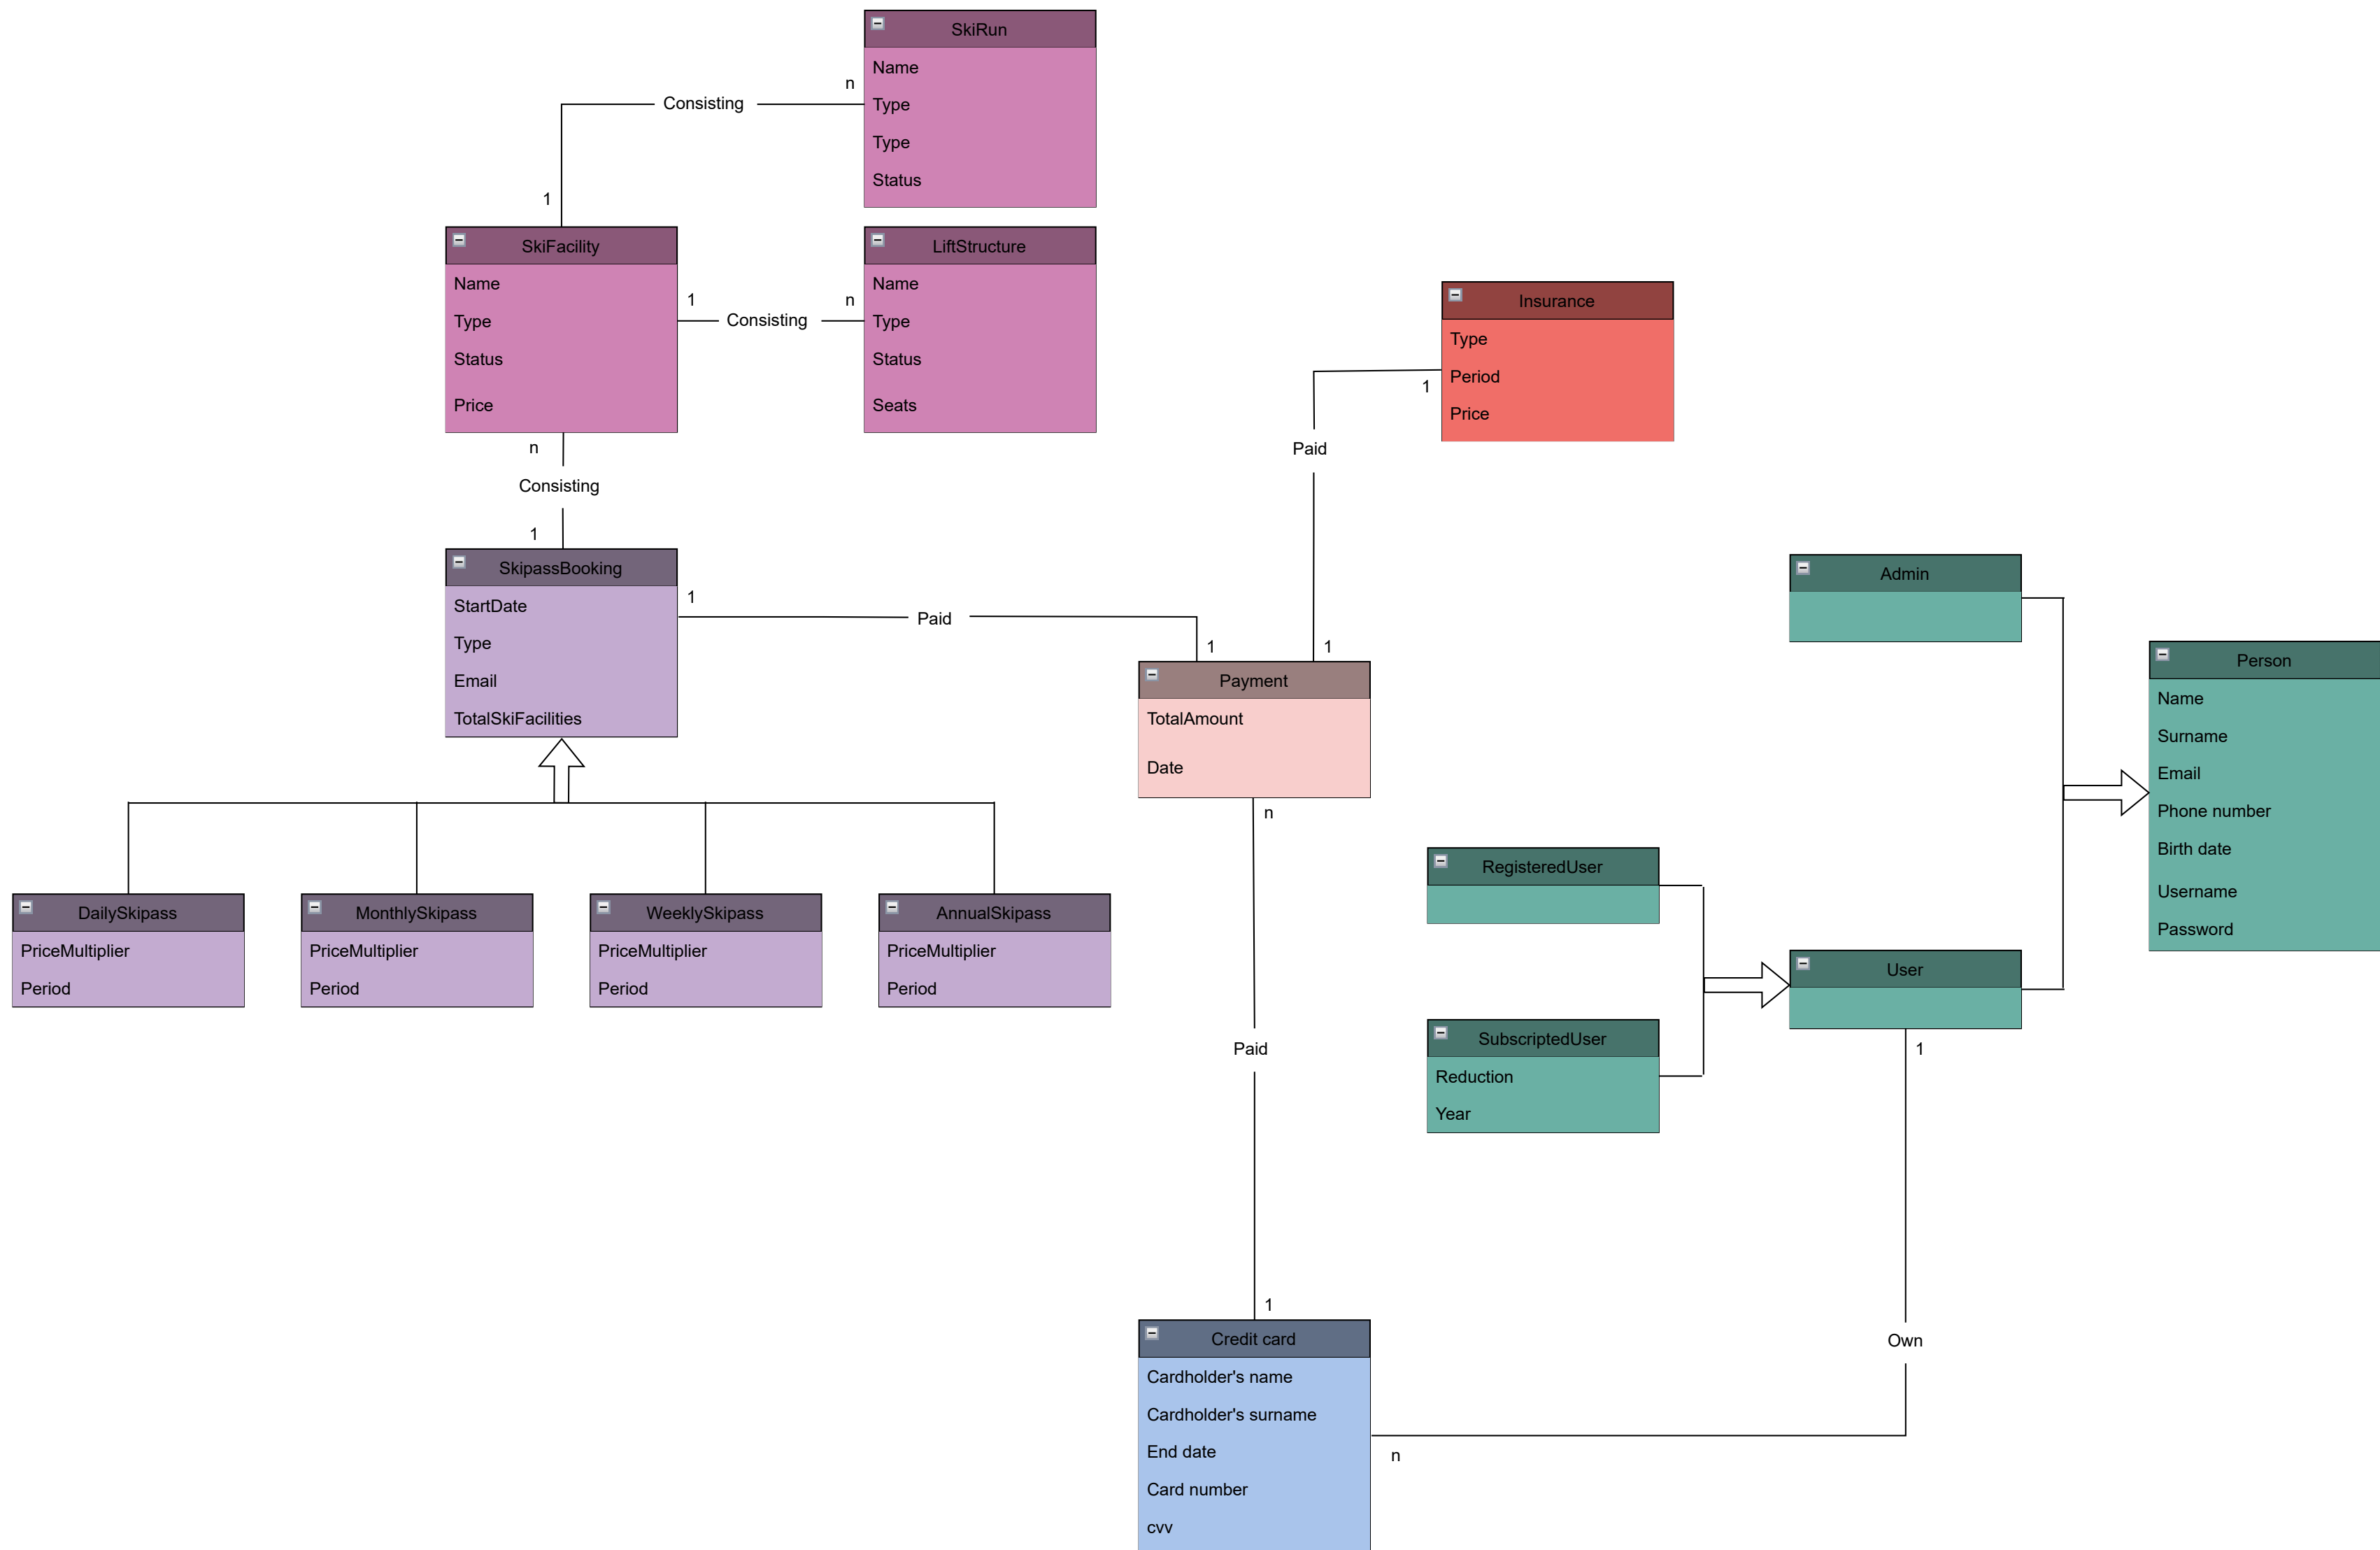 SkiRun
Name
Type
Type
Status
n
Consisting
1
SkiFacility
Name
Type
Status
Price
1
Consisting
n
LiftStructure
Name
Type
Status
Seats
n
Consisting
1
SkipassBooking
StartDate
Type
Email
TotalSkiFacilities
1
Paid
1
Insurance
Type
Period
Price
1
Paid
1
Payment
TotalAmount
Date
n
Paid
1
DailySkipass
PriceMultiplier
Period
MonthlySkipass
PriceMultiplier
Period
WeeklySkipass
PriceMultiplier
Period
AnnualSkipass
PriceMultiplier
Period
Admin
Person
Name
Surname
Email
Phone number
Birth date
Username
Password
RegisteredUser
User
SubscriptedUser
Reduction
Year
1
Own
n
Credit card
Cardholder's name
Cardholder's surname
End date
Card number
cvv